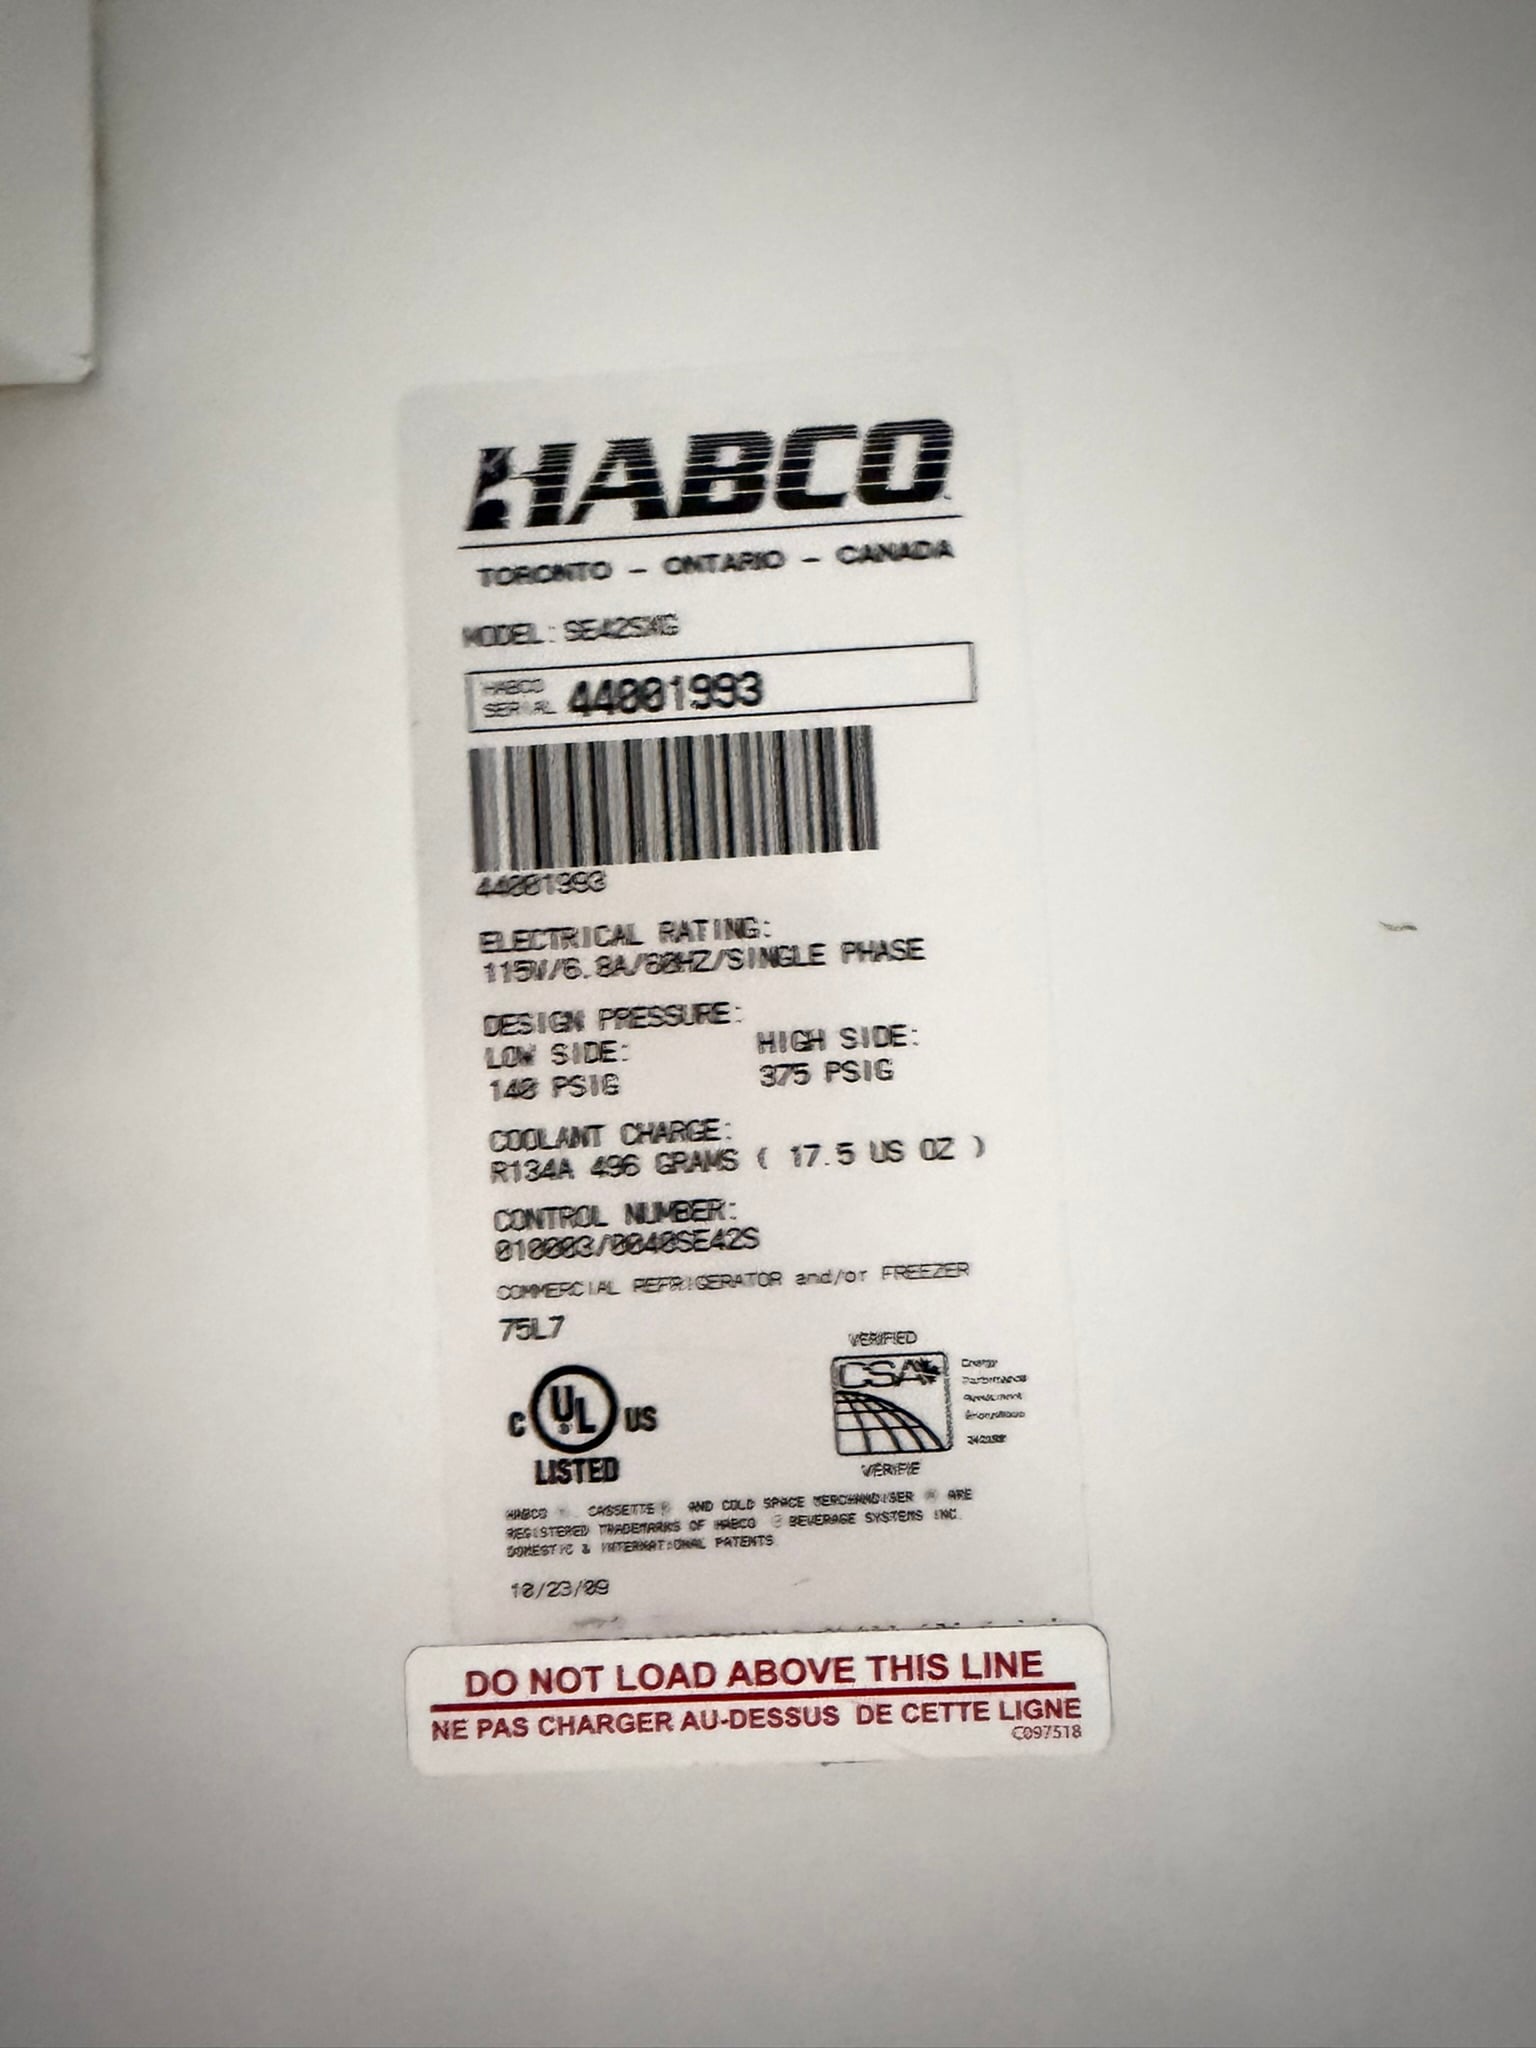 HABCO
TORONTO - ONTARIO - CANADA
MODEL: SE42SXG
HABCO SERIAL 44001993
44001993
ELECTRICAL RATING:
115V/6.8A/60HZ/SINGLE PHASE
DESIGN PRESSURE:
LOW SIDE: HIGH SIDE:
140 PSIG 375 PSIG
COOLANT CHARGE:
R134A 496 GRAMS ( 17.5 US OZ )
CONTROL NUMBER:
010003/0040SE42S
COMMERCIAL REFRIGERATOR and/or FREEZER
75L7
VERIFIED
CSA
Energy
Performance
C UL US
LISTED
VERIFIE
HABCO ®. CASSETTE ® AND COLD SPACE MERCHANDISER ® ARE
REGISTERED TRADEMARKS OF HABCO ® BEVERAGE SYSTEMS INC.
DOMESTIC & INTERNATIONAL PATENTS
10/23/09
DO NOT LOAD ABOVE THIS LINE
NE PAS CHARGER AU-DESSUS DE CETTE LIGNE
C097518